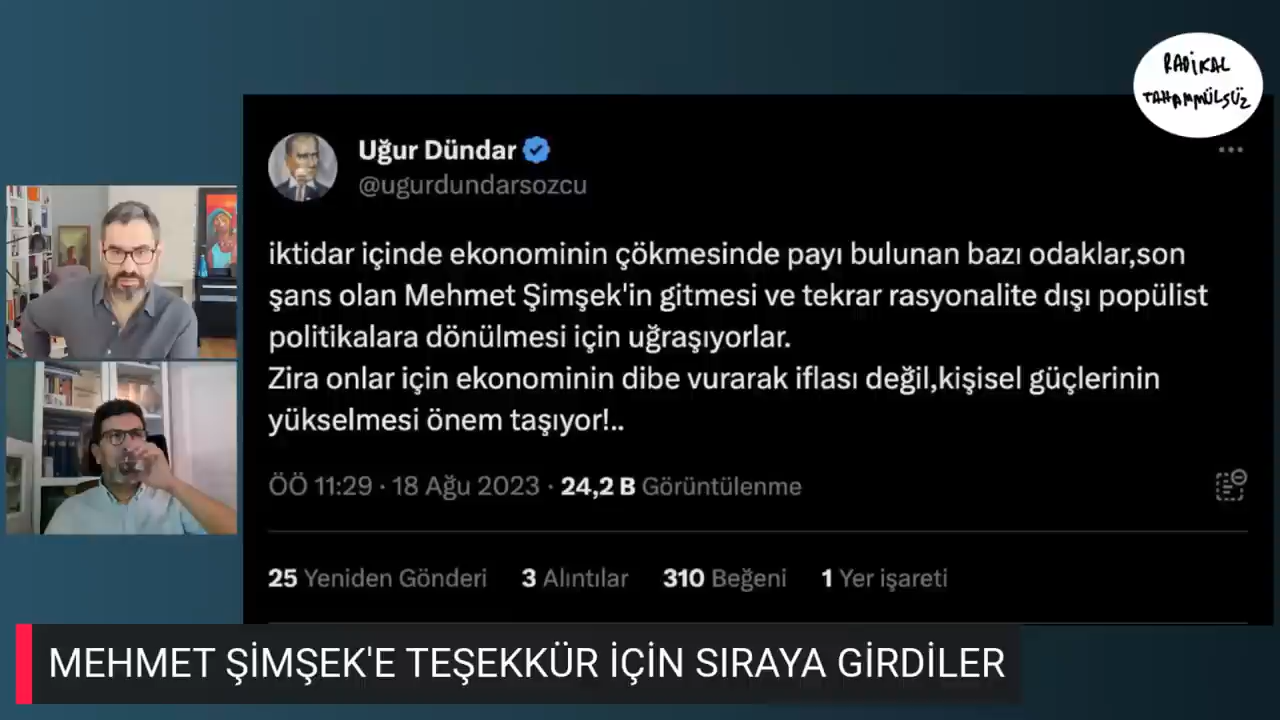 RADİKAL
TAHAMMÜLSÜZ
Uğur Dündar
@ugurdundarsozcu
iktidar içinde ekonominin çökmesinde payı bulunan bazı odaklar,son
şans olan Mehmet Şimşek'in gitmesi ve tekrar rasyonalite dışı popülist
politikalara dönülmesi için uğraşıyorlar.
Zira onlar için ekonominin dibe vurarak iflası değil,kişisel güçlerinin
yükselmesi önem taşıyor!..
ÖÖ 11:29 · 18 Ağu 2023 · 24,2 B Görüntülenme
25 Yeniden Gönderi 3 Alıntılar 310 Beğeni 1 Yer işareti
MEHMET ŞİMŞEK'E TEŞEKKÜR İÇİN SIRAYA GİRDİLER